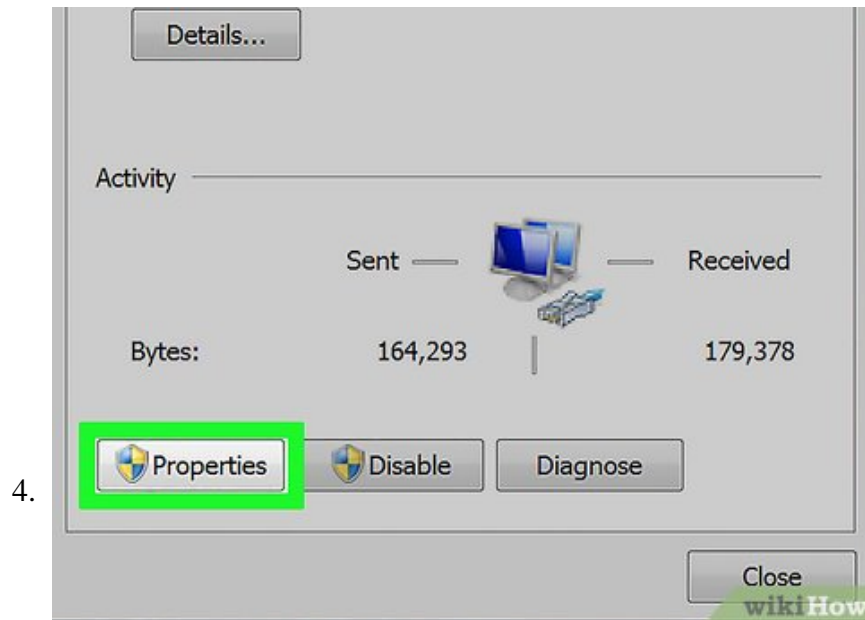 Details...
Activity
Sent Received
Bytes: 164,293 179,378
4. Properties Disable Diagnose
Close
wikiHow